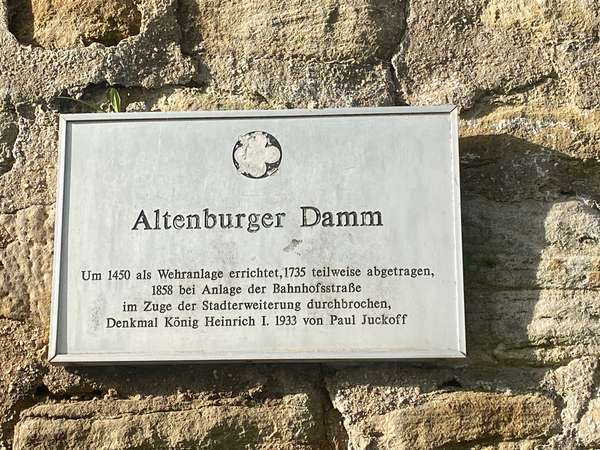 Altenburger Damm
Um 1450 als Wehranlage errichtet, 1735 teilweise abgetragen,
1858 bei Anlage der Bahnhofsstraße
im Zuge der Stadterweiterung durchbrochen,
Denkmal König Heinrich I. 1933 von Paul Juckoff